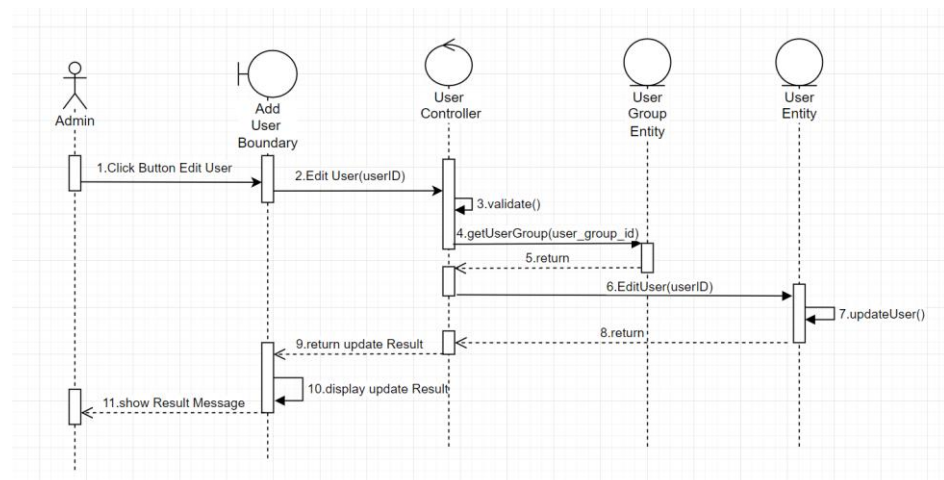 Admin
Add
User
Boundary
User
Controller
User
Group
Entity
User
Entity
1.Click Button Edit User
2.Edit User(userID)
3.validate()
4.getUserGroup(user_group_id)
5.return
6.EditUser(userID)
7.updateUser()
8.return
9.return update Result
10.display update Result
11.show Result Message